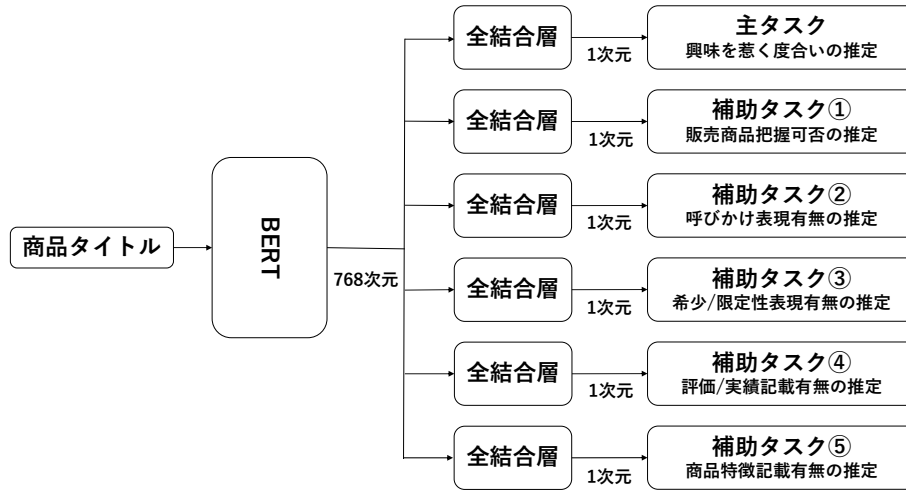 商品タイトル
BERT
768次元
全結合層
1次元
主タスク
興味を惹く度合いの推定
全結合層
1次元
補助タスク①
販売商品把握可否の推定
全結合層
1次元
補助タスク②
呼びかけ表現有無の推定
全結合層
1次元
補助タスク③
希少/限定性表現有無の推定
全結合層
1次元
補助タスク④
評価/実績記載有無の推定
全結合層
1次元
補助タスク⑤
商品特徴記載有無の推定